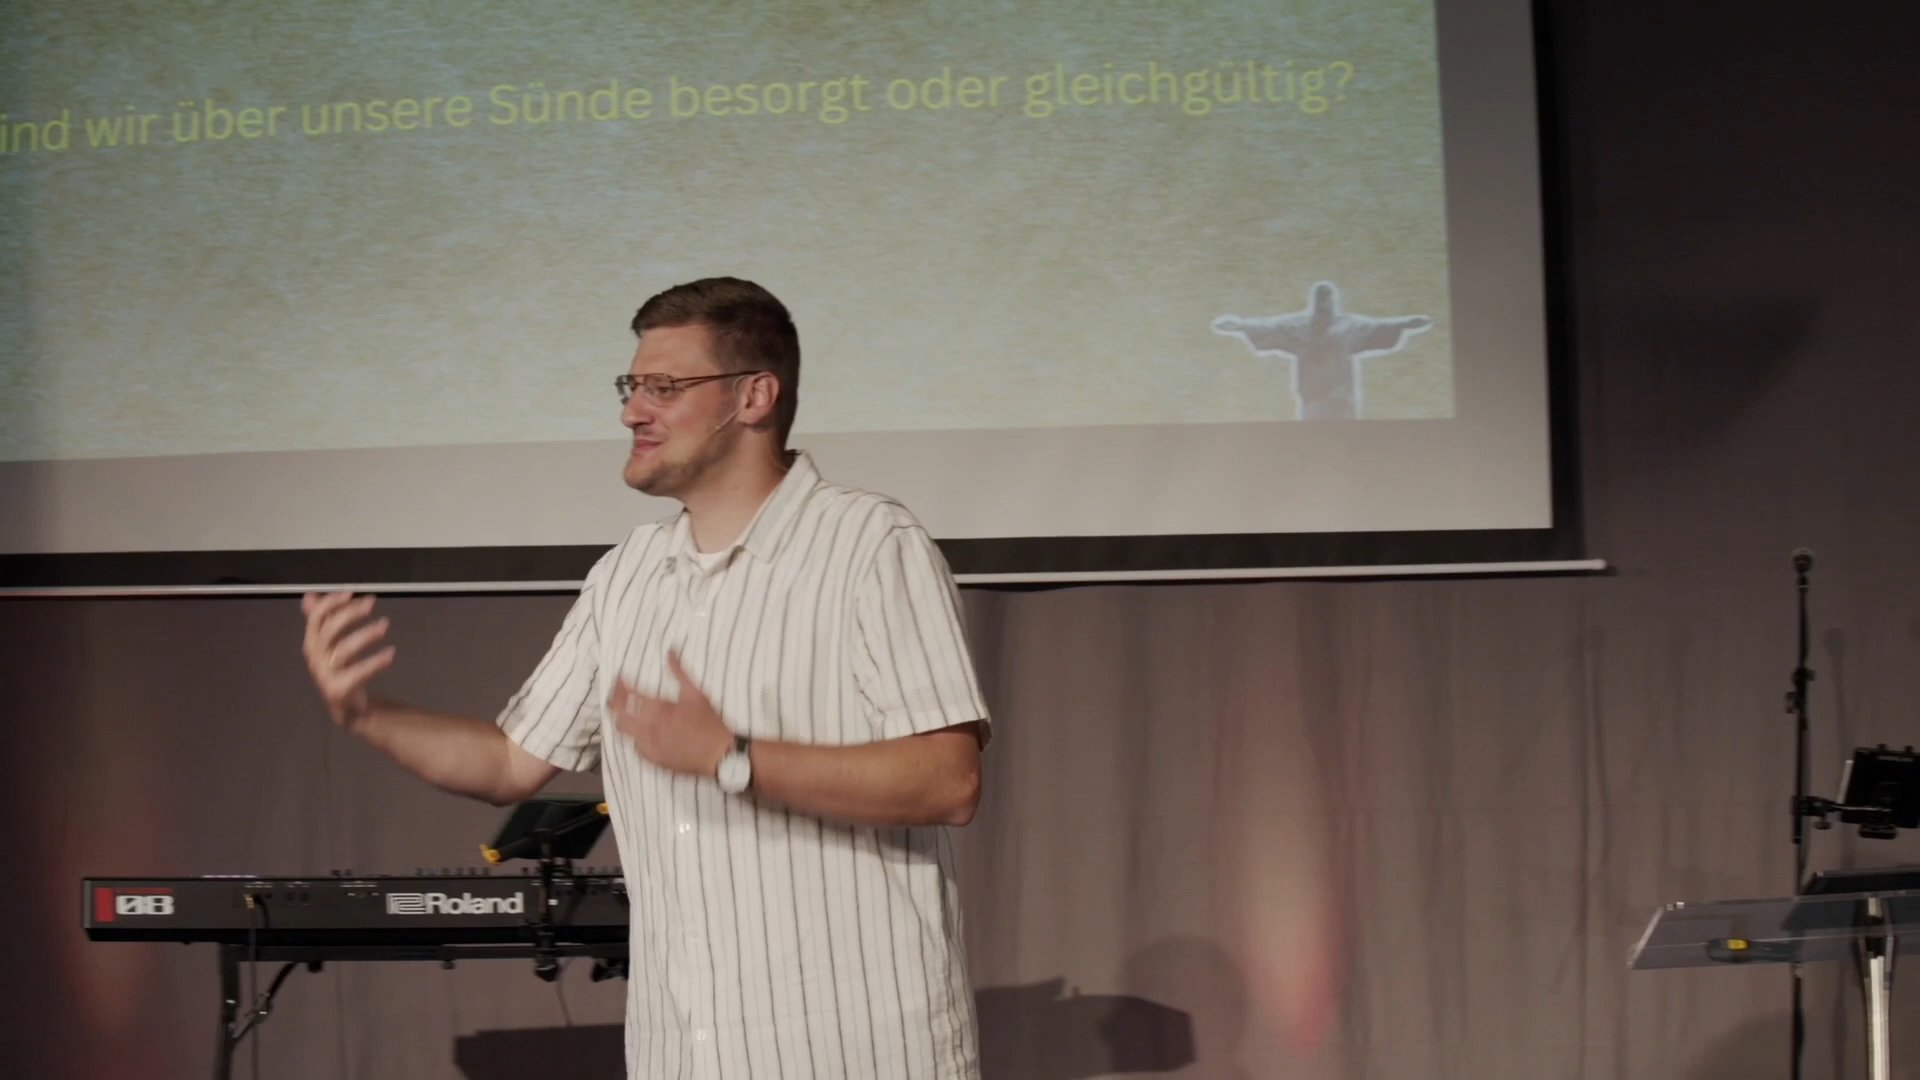 ind wir über unsere Sünde besorgt oder gleichgültig?
08
Roland